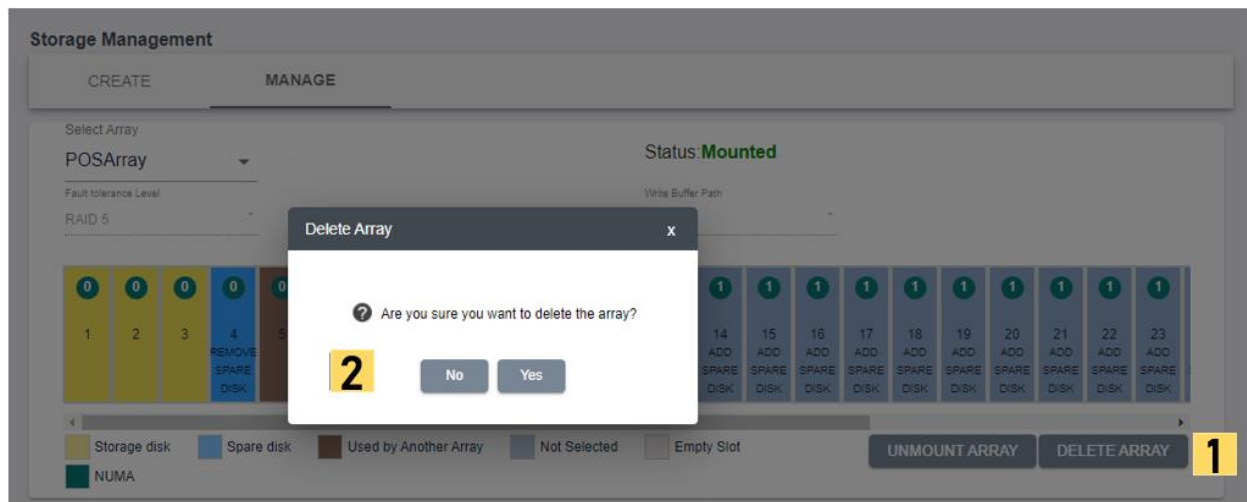 Storage Management
CREATE MANAGE
Select Array
POSArray
Status:Mounted
Fault tolerance Level
Write Buffer Path
RAID 5
Delete Array x
Are you sure you want to delete the array?
2 No Yes
0 0 0 0 0 1 1 1 1 1 1 1 1 1 1
1 2 3 4 5 14 15 16 17 18 19 20 21 22 23
REMOVE ADD ADD ADD ADD ADD ADD ADD ADD ADD ADD
SPARE SPARE SPARE SPARE SPARE SPARE SPARE SPARE SPARE SPARE SPARE
DISK DISK DISK DISK DISK DISK DISK DISK DISK DISK DISK
Storage disk Spare disk Used by Another Array Not Selected Empty Slot
NUMA
UNMOUNT ARRAY DELETE ARRAY 1